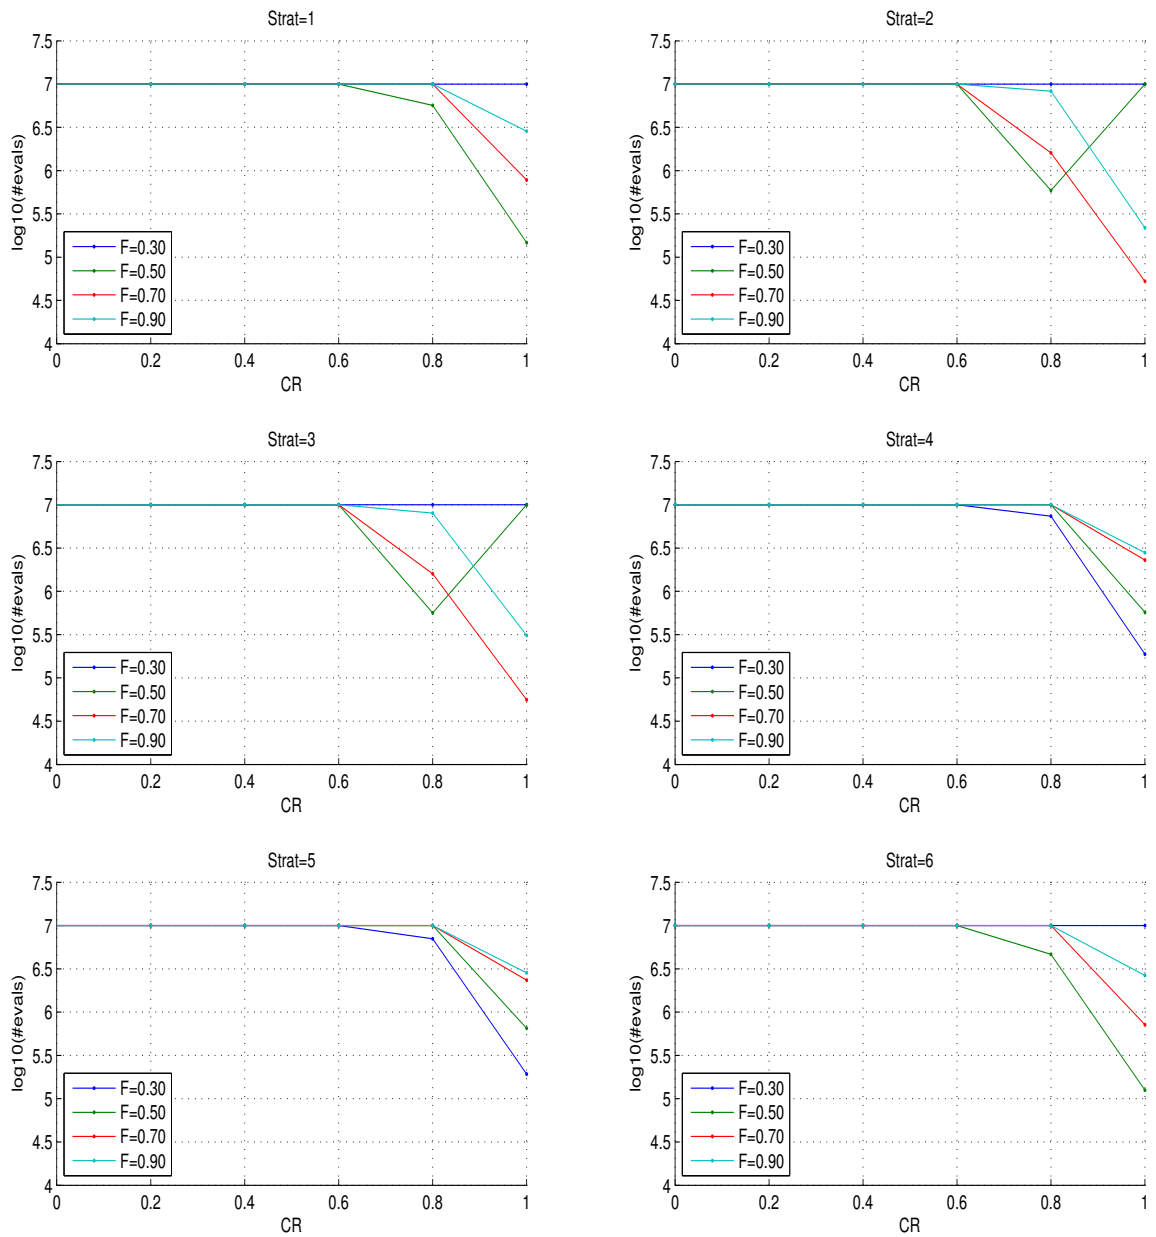 Strat=1
7.5
7
6.5
6
5.5
5
4.5
4
log10(#evals)
F=0.30
F=0.50
F=0.70
F=0.90
0 0.2 0.4 0.6 0.8 1
CR
Strat=2
7.5
7
6.5
6
5.5
5
4.5
4
log10(#evals)
F=0.30
F=0.50
F=0.70
F=0.90
0 0.2 0.4 0.6 0.8 1
CR
Strat=3
7.5
7
6.5
6
5.5
5
4.5
4
log10(#evals)
F=0.30
F=0.50
F=0.70
F=0.90
0 0.2 0.4 0.6 0.8 1
CR
Strat=4
7.5
7
6.5
6
5.5
5
4.5
4
log10(#evals)
F=0.30
F=0.50
F=0.70
F=0.90
0 0.2 0.4 0.6 0.8 1
CR
Strat=5
7.5
7
6.5
6
5.5
5
4.5
4
log10(#evals)
F=0.30
F=0.50
F=0.70
F=0.90
0 0.2 0.4 0.6 0.8 1
CR
Strat=6
7.5
7
6.5
6
5.5
5
4.5
4
log10(#evals)
F=0.30
F=0.50
F=0.70
F=0.90
0 0.2 0.4 0.6 0.8 1
CR